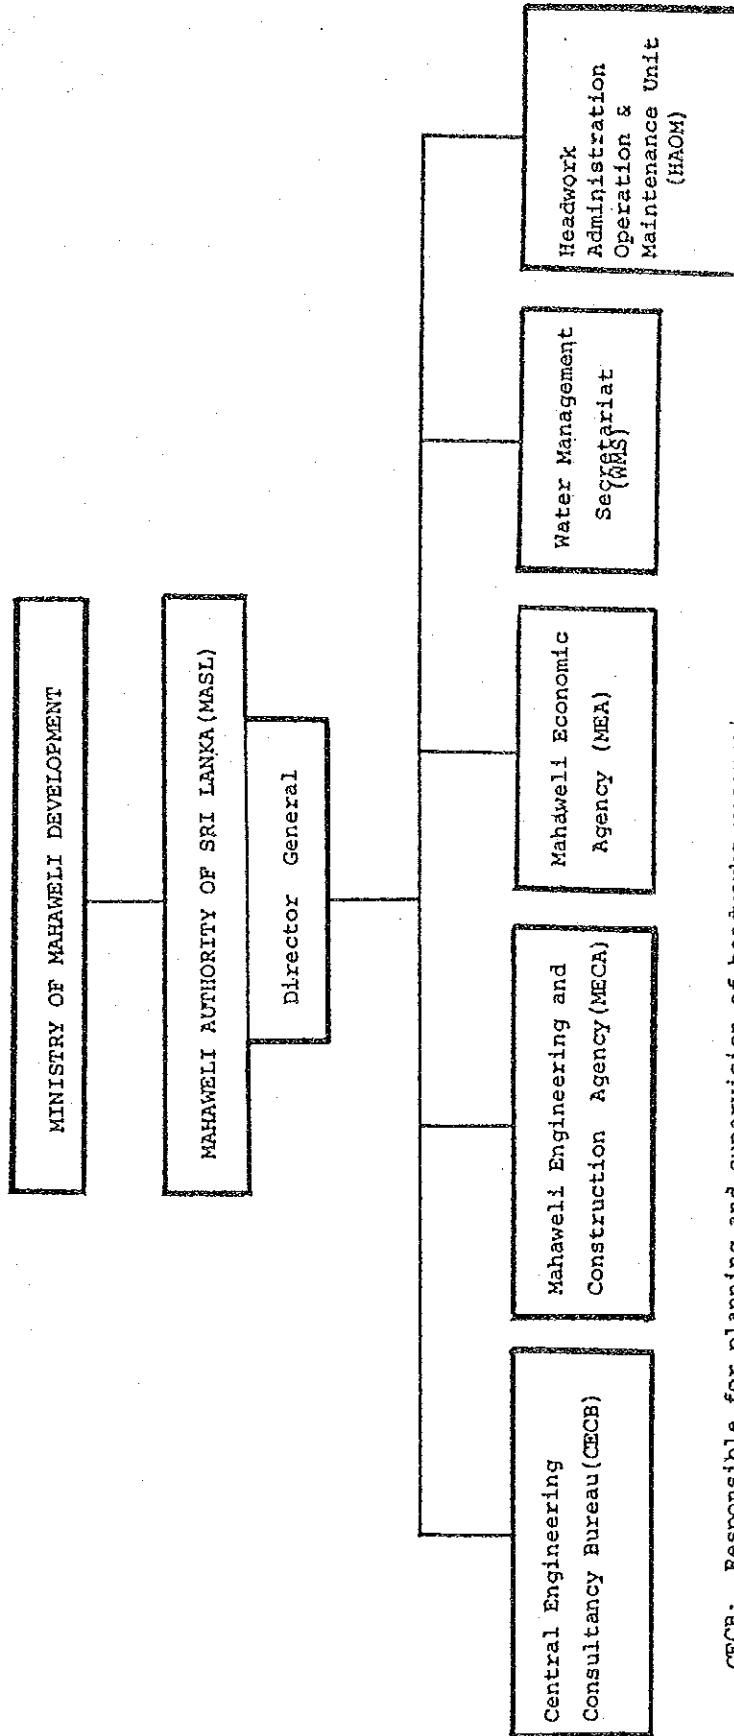 MINISTRY OF MAHAWELI DEVELOPMENT
MAHAWELI AUTHORITY OF SRI LANKA(MASL)
Director General
Central Engineering
Consultancy Bureau(CECB)
Mahaweli Engineering and
Construction Agency(MECA)
Mahaweli Economic
Agency (MEA)
Water Management
Secretariat
(WMS)
Headwork
Administration
Operation &
Maintenance Unit
(HAOM)
CECB: Responsible for planning and supervision of headworks